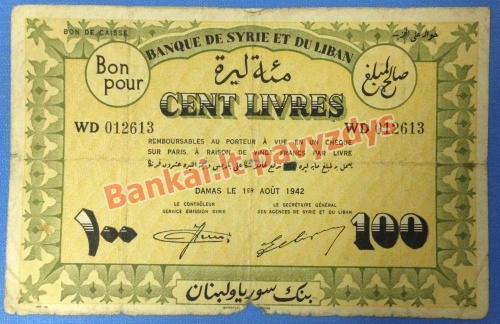 BON DE CAISSE
BANQUE DE SYRIE ET DU LIBAN
Bon pour
مئة ليرة
صالح لمبلغ
CENT LIVRES
WD 012613
WD 012613
REMBOURSABLES AU PORTEUR A VUE EN UN CHÈQUE
SUR PARIS, À RAISON DE VINGT FRANCS PAR LIVRE
Bankai.lt pavyzdys
DAMAS LE 1ER AOÛT 1942
LE CONTRÔLEUR
SERVICE ÉMISSION SYRIE
LE SECRÉTAIRE GÉNÉRAL
DES AGENCES DE SYRIE ET DU LIBAN
١٠٠
100
بنك سوريا ولبنان